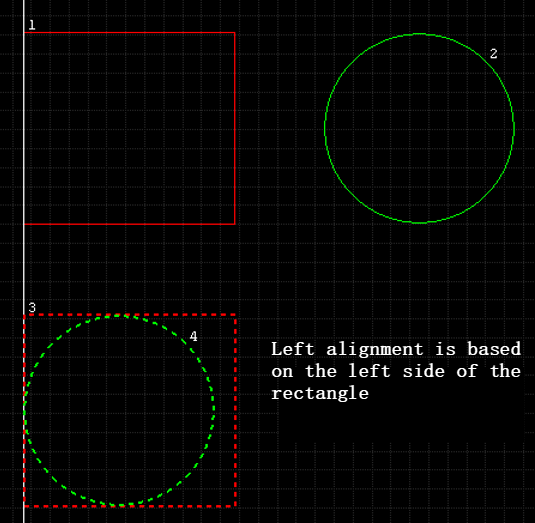 1
2
3
4
Left alignment is based
on the left side of the
rectangle